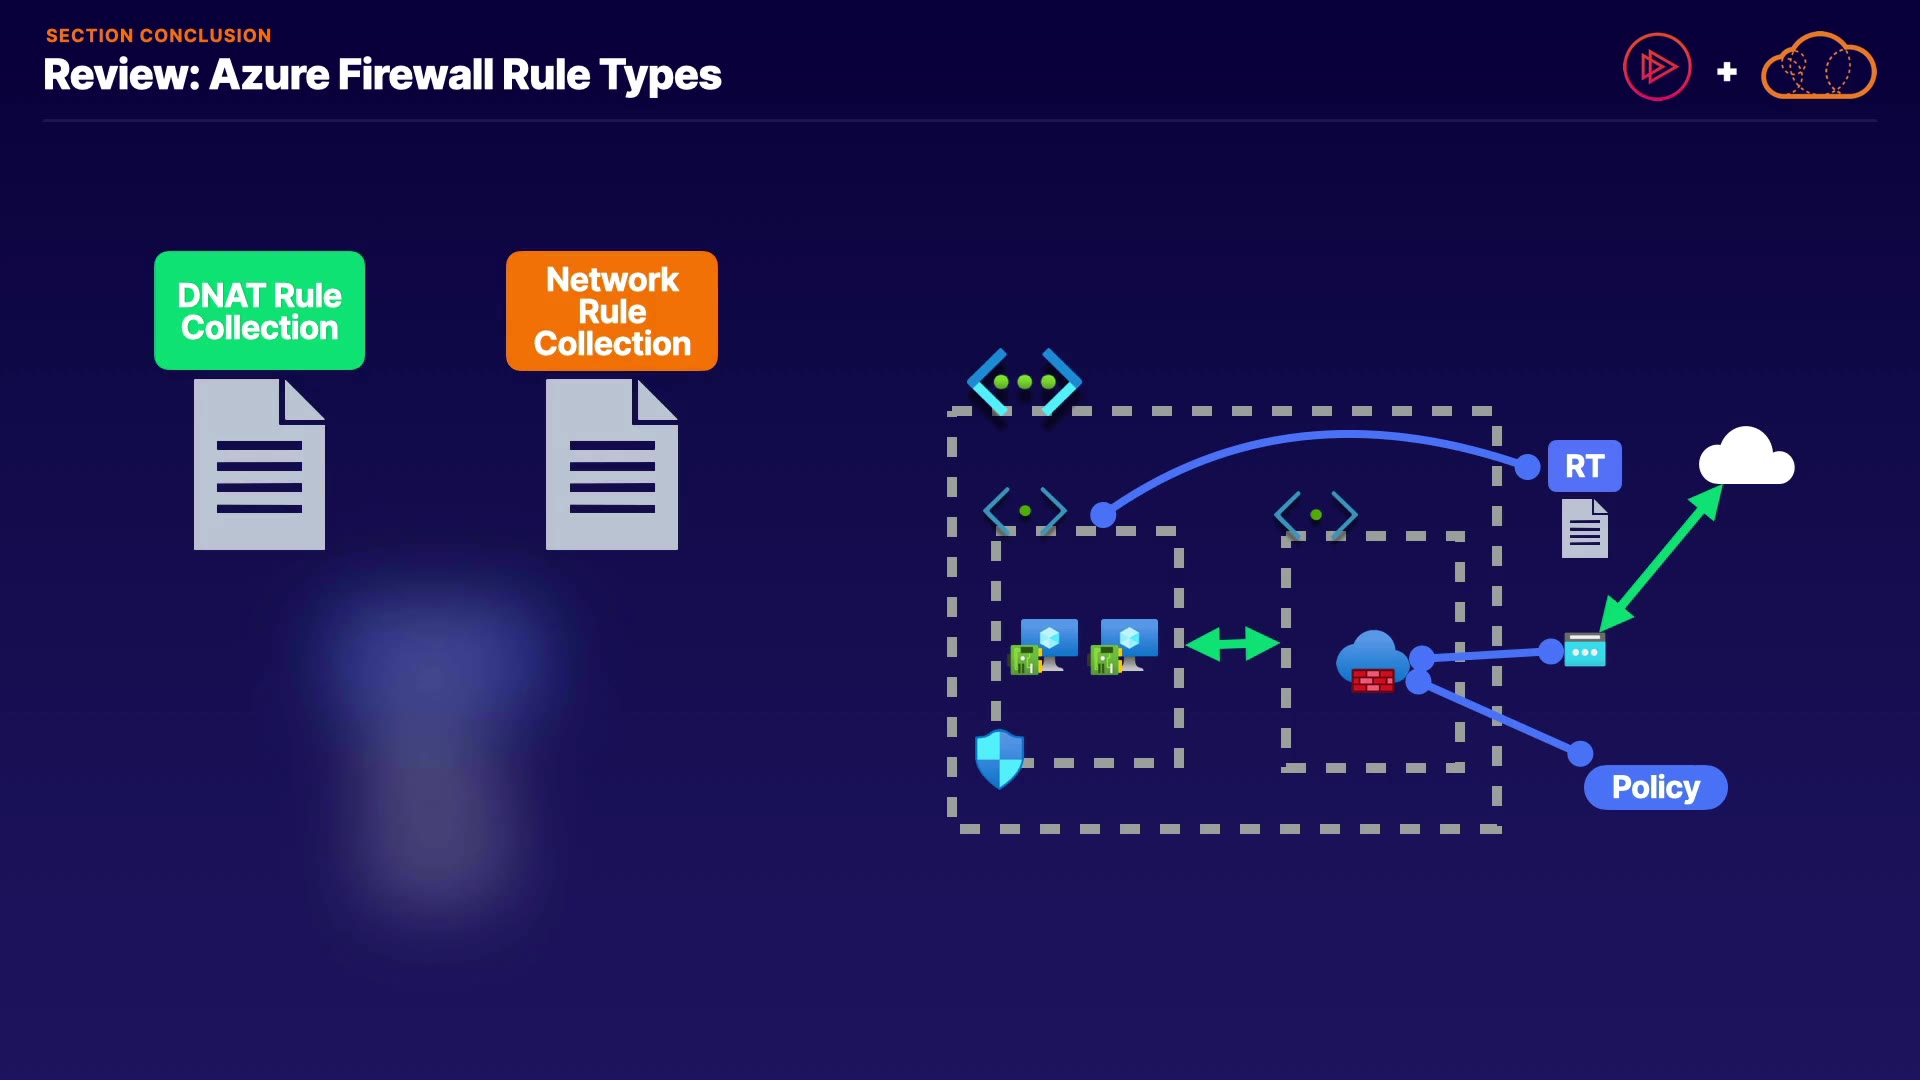 SECTION CONCLUSION
Review: Azure Firewall Rule Types
DNAT Rule
Collection
Network
Rule
Collection
RT
Policy